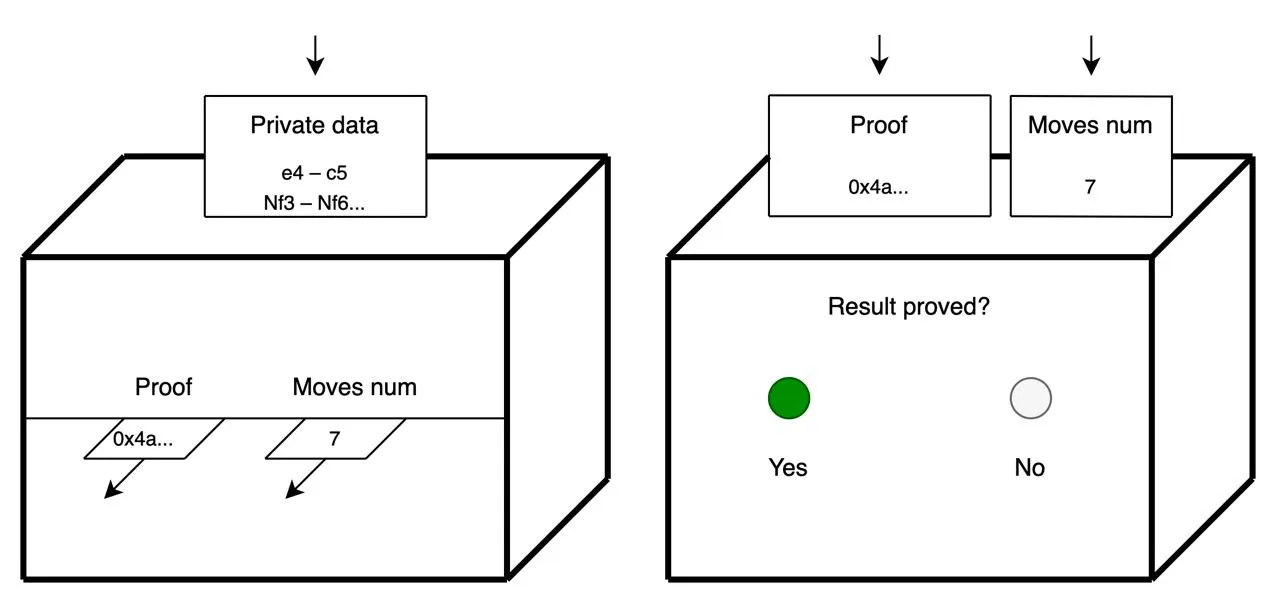 Private data
e4 – c5
Nf3 – Nf6...
Proof
Moves num
0x4a...
7
Proof
0x4a...
Moves num
7
Result proved?
Yes
No